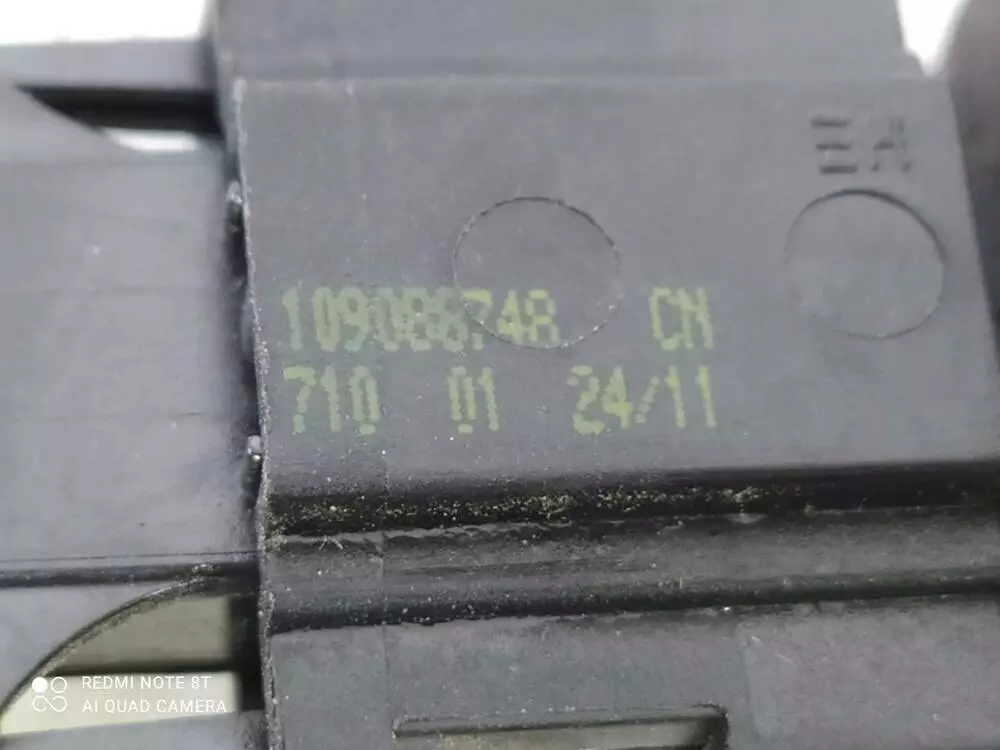 EA
109086748 CN
710 01 24/11
REDMI NOTE 8T
AI QUAD CAMERA